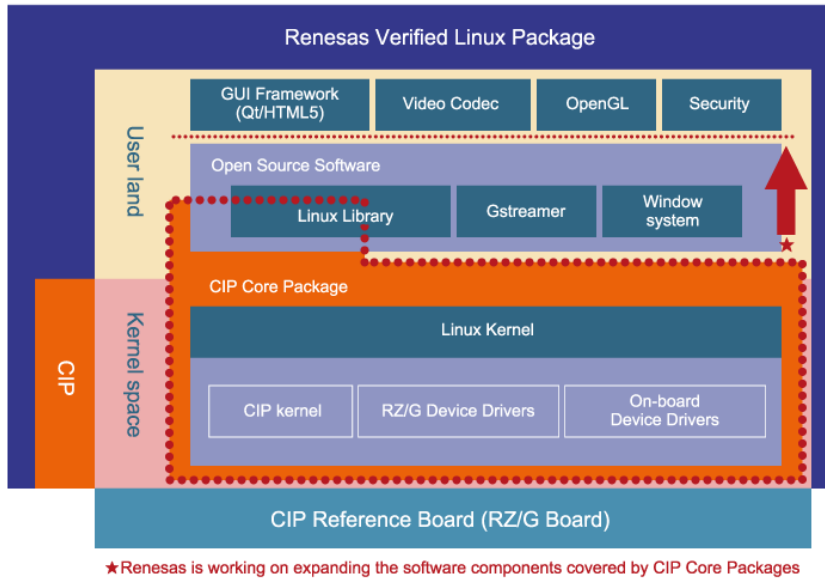 Renesas Verified Linux Package
GUI Framework
(Qt/HTML5)
Video Codec
OpenGL
Security
User land
Open Source Software
Linux Library
Gstreamer
Window
system
★
CIP Core Package
Linux Kernel
CIP
Kernel space
CIP kernel
RZ/G Device Drivers
On-board
Device Drivers
CIP Reference Board (RZ/G Board)
★Renesas is working on expanding the software components covered by CIP Core Packages